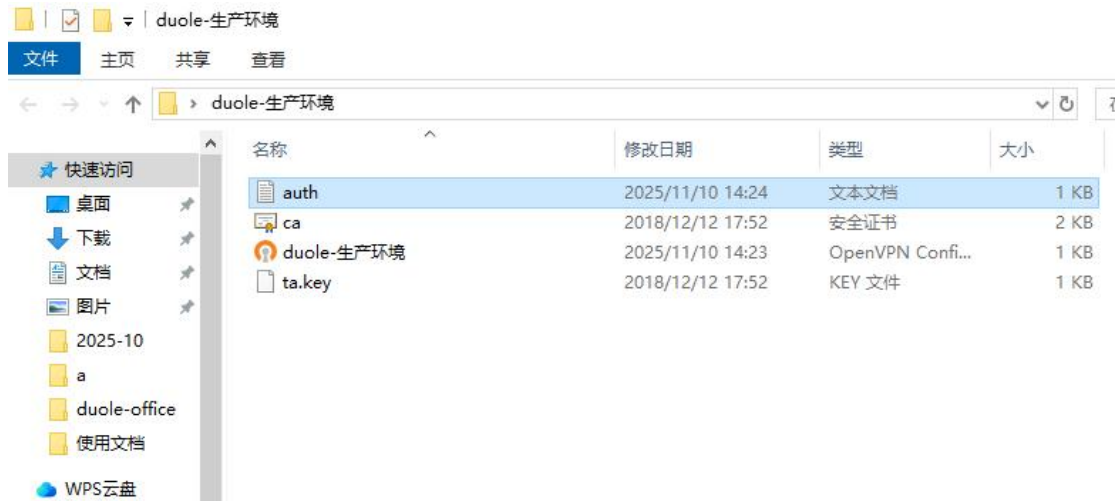 duole-生产环境
文件 主页 共享 查看
duole-生产环境
名称 修改日期 类型 大小
快速访问
桌面
下载
文档
图片
2025-10
a
duole-office
使用文档
WPS云盘
auth 2025/11/10 14:24 文本文档 1 KB
ca 2018/12/12 17:52 安全证书 2 KB
duole-生产环境 2025/11/10 14:23 OpenVPN Confi... 1 KB
ta.key 2018/12/12 17:52 KEY 文件 1 KB